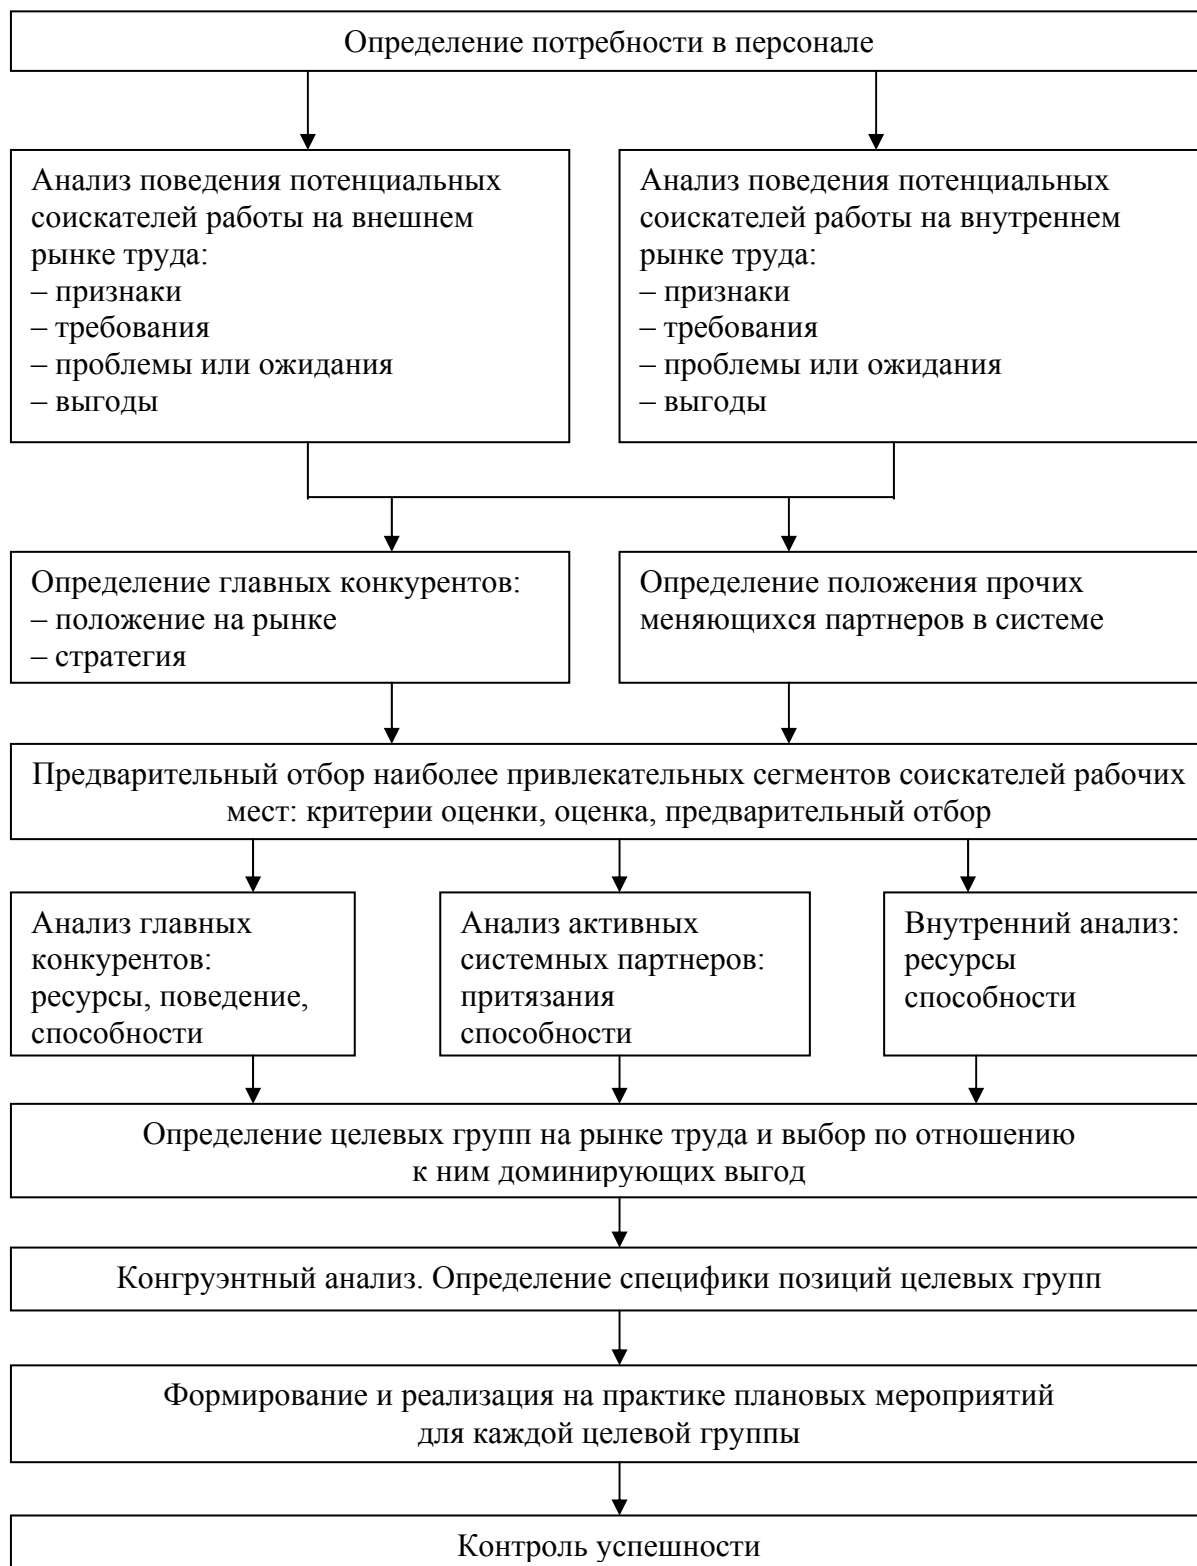 Определение потребности в персонале
Анализ поведения потенциальных
соискателей работы на внешнем
рынке труда:
– признаки
– требования
– проблемы или ожидания
– выгоды
Анализ поведения потенциальных
соискателей работы на внутреннем
рынке труда:
– признаки
– требования
– проблемы или ожидания
– выгоды
Определение главных конкурентов:
– положение на рынке
– стратегия
Определение положения прочих
меняющихся партнеров в системе
Предварительный отбор наиболее привлекательных сегментов соискателей рабочих
мест: критерии оценки, оценка, предварительный отбор
Анализ главных
конкурентов:
ресурсы, поведение,
способности
Анализ активных
системных партнеров:
притязания
способности
Внутренний анализ:
ресурсы
способности
Определение целевых групп на рынке труда и выбор по отношению
к ним доминирующих выгод
Конгруэнтный анализ. Определение специфики позиций целевых групп
Формирование и реализация на практике плановых мероприятий
для каждой целевой группы
Контроль успешности